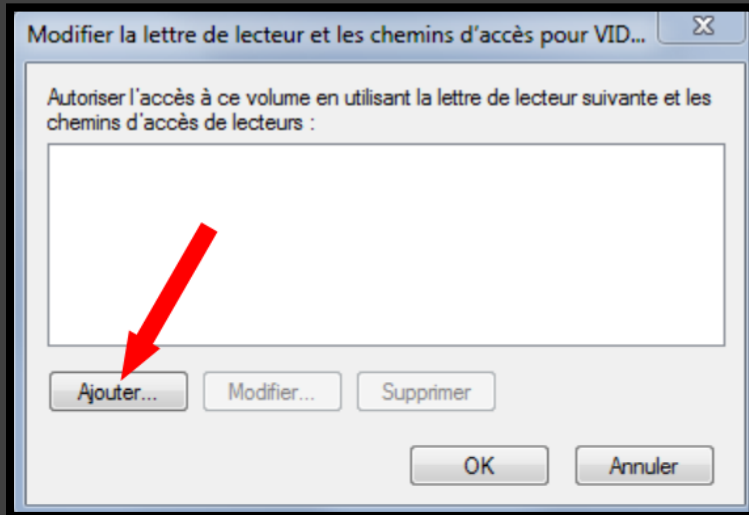 Modifier la lettre de lecteur et les chemins d'accès pour VID...
Autoriser l'accès à ce volume en utilisant la lettre de lecteur suivante et les
chemins d'accès de lecteurs :
Ajouter...
Modifier...
Supprimer
OK
Annuler